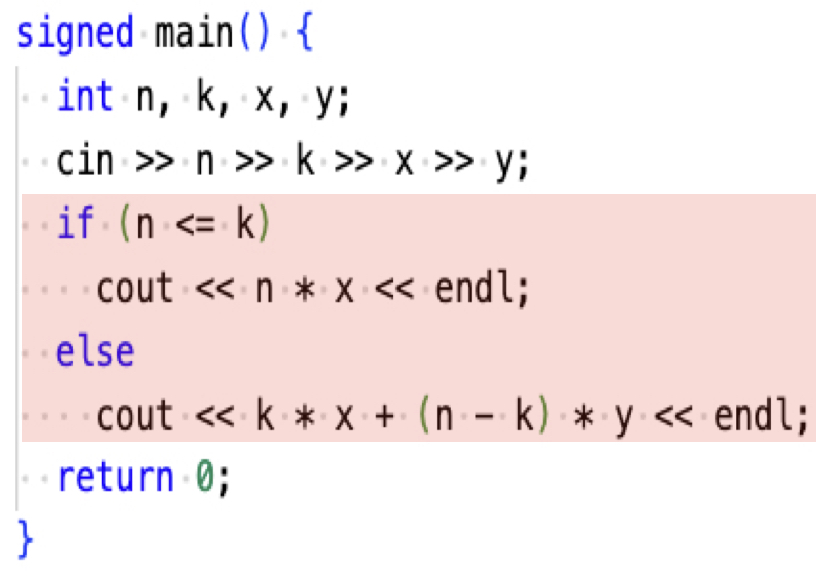 signed main() {
  int n, k, x, y;
  cin >> n >> k >> x >> y;
  if (n <= k)
    cout << n * x << endl;
  else
    cout << k * x + (n - k) * y << endl;
  return 0;
}